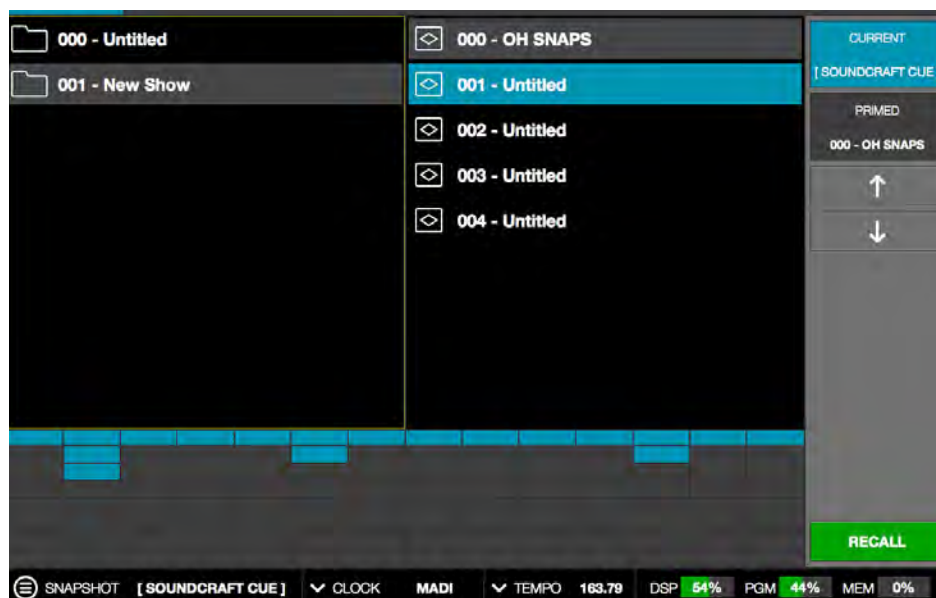 000 - Untitled
001 - New Show
000 - OH SNAPS
001 - Untitled
002 - Untitled
003 - Untitled
004 - Untitled
CURRENT
[ SOUNDCRAFT CUE
PRIMED
000 - OH SNAPS
RECALL
SNAPSHOT [ SOUNDCRAFT CUE ] CLOCK MADI TEMPO 163.79 DSP 54% PGM 44% MEM 0%